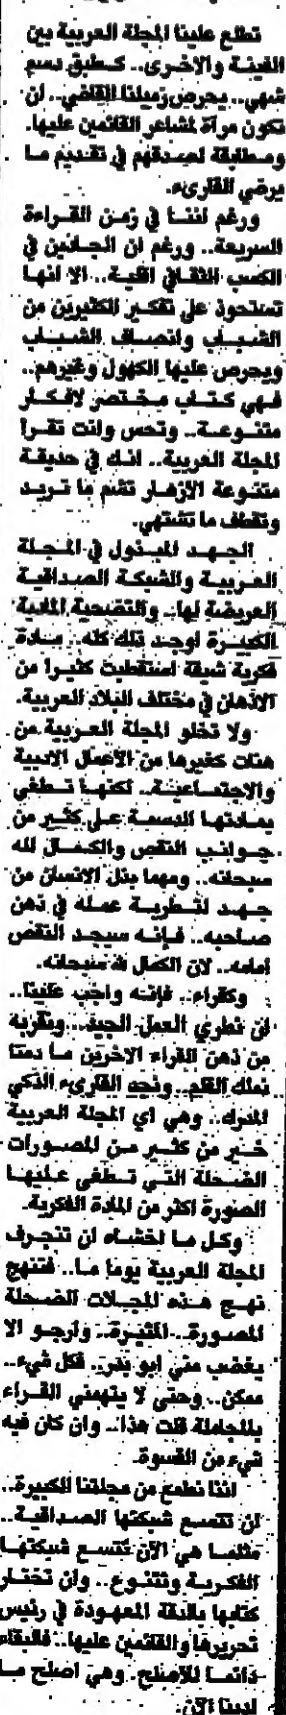 تطلع علينا المجلة العربية بين
الفينة والاخرى.. كطبق دسم
شهي.. يحرص زميلنا القاضي.. ان
تكون مرآة لمشاعر القائمين عليها.
ومطابقة لصدقهم في تقديم ما
يرضي القارىء.
ورغم اننا في زمن القراءة
السريعة.. ورغم ان الجادين في
الكسب الثقافي اقلية.. الا انها
تستحوذ على تفكير الكثيرين من
الشباب وانصاف الشباب
ويحرص عليها الكهول وغيرهم..
فهي كتاب مختصر لافكار
متنوعة.. وتحس وانت تقرأ
المجلة العربية.. انك في حديقة
متنوعة الازهار تشم ما تريد
وتقطف ما تشتهي.
الجهد المبذول في المجلة
العربية والشبكة الصداقية
العريضة لها.. والتضحية المادية
الكبيرة اوجد ذلك كله.. مادة
فكرية شيقة استقطبت كثيرا من
الاذهان في مختلف البلاد العربية.
ولا تخلو المجلة العربية من
هنات كغيرها من الاعمال الادبية
والاجتماعية.. لكنها تطغى
بمادتها الدسمة على كثير من
جوانب النقص والكمال لله
سبحانه.. ومهما بذل الانسان من
جهد لتطرية عمله في ذهن
صاحبه.. فإنه سيجد النقص
امامه.. لان الكمال لله سبحانه.
وكقراء.. فإنه واجب علينا..
ان نطري العمل الجيد.. ونقربه
من ذهن القراء الاخرين ما دمنا
نملك القلم.. ونحن القارىء الذكي
المدرك.. وهي اي المجلة العربية
خير من كثير من المصورات
الضحلة التي تطغى عليها
الصورة اكثر من المادة الفكرية.
وكل ما اخشاه ان تنجرف
المجلة العربية يوما ما.. فتنهج
نهج هذه المجلات الضحلة
المصورة.. المثيرة.. وارجو الا
يغضب مني ابو بدر.. فكل شيء..
ممكن.. وحتى لا يتهمني القراء
بالمجاملة قلت هذا.. وان كان فيه
شيء من القسوة.
اننا نطمع من مجلتنا الكبيرة..
ان تتسع شبكتها الصداقية..
مثلما هي الآن تتسع شبكتها
الفكرية وتتنوع.. وان تختار
كتابها بالدقة المعهودة في رئيس
تحريرها والقائمين عليها.. فالبقاء
دائما للاصلح.. وهي اصلح ما
لدينا الآن.